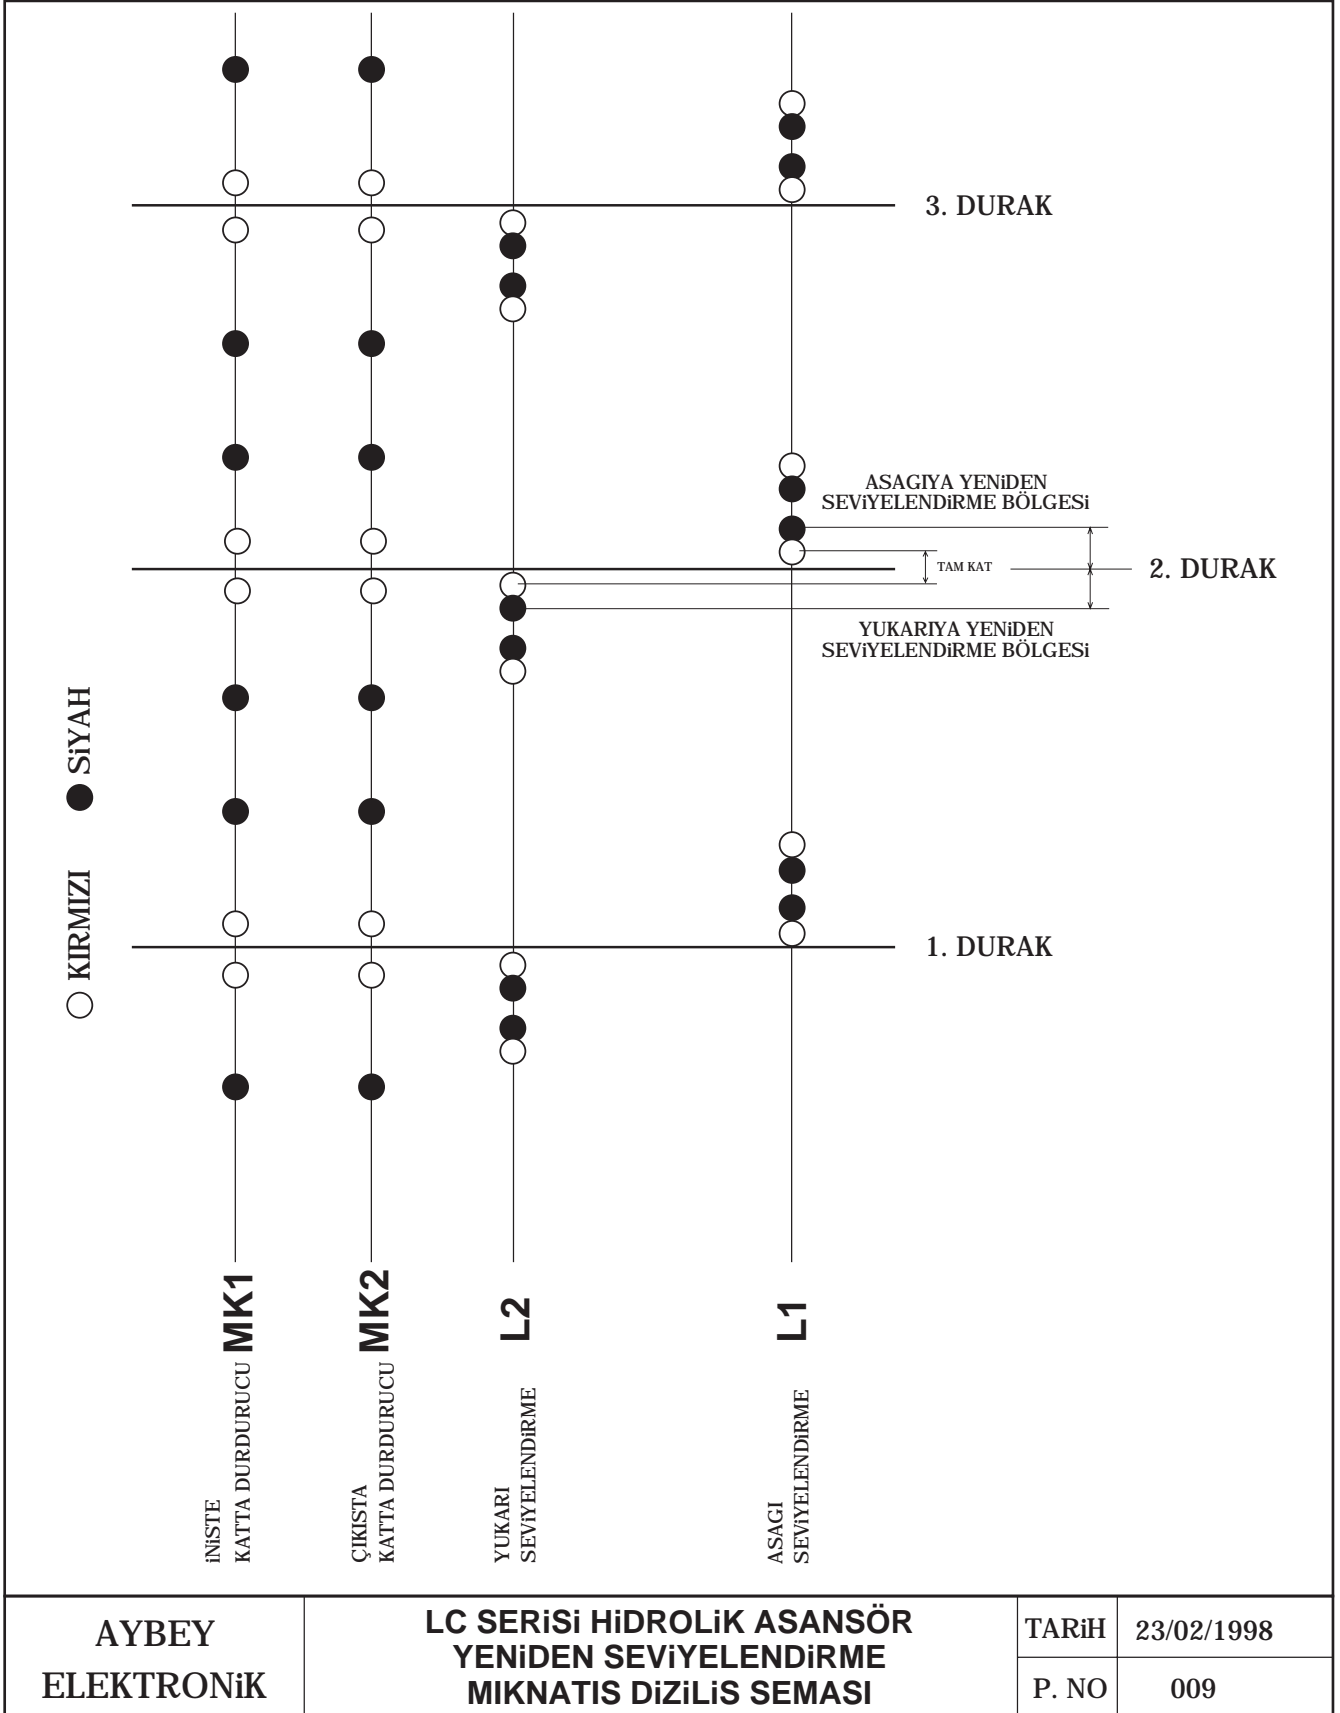 3. DURAK
ASAGIYA YENiDEN
SEViYELENDiRME BÖLGESi
TAM KAT
2. DURAK
YUKARIYA YENiDEN
SEViYELENDiRME BÖLGESi
SiYAH
KIRMIZI
1. DURAK
MK1
iNiSTE
KATTA DURDURUCU
MK2
ÇIKISTA
KATTA DURDURUCU
L2
YUKARI
SEViYELENDiRME
L1
ASAGI
SEViYELENDiRME
AYBEY
ELEKTRONiK
LC SERiSi HiDROLiK ASANSÖR
YENiDEN SEViYELENDiRME
MIKNATIS DiZiLiS SEMASI
TARiH 23/02/1998
P. NO 009